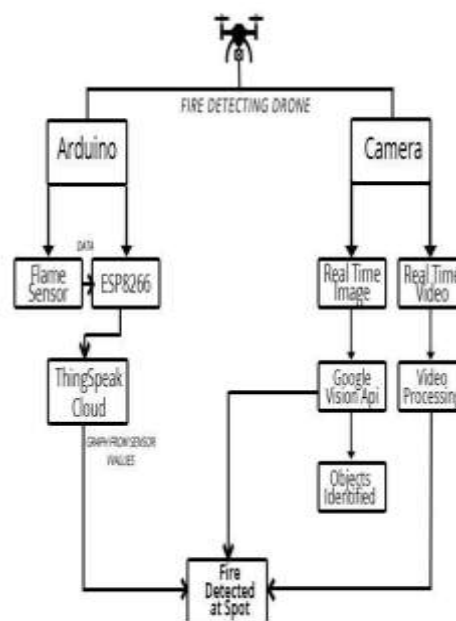 FIRE DETECTING DRONE
Arduino
Camera
DATA
Flame
Sensor
ESP8266
Real Time
Image
Real Time
Video
ThingSpeak
Cloud
Google
Vision Api
Video
Processing
GRAPH FROM SENSOR
VVALUES
Objects
Identified
Fire
Detected
at Spot